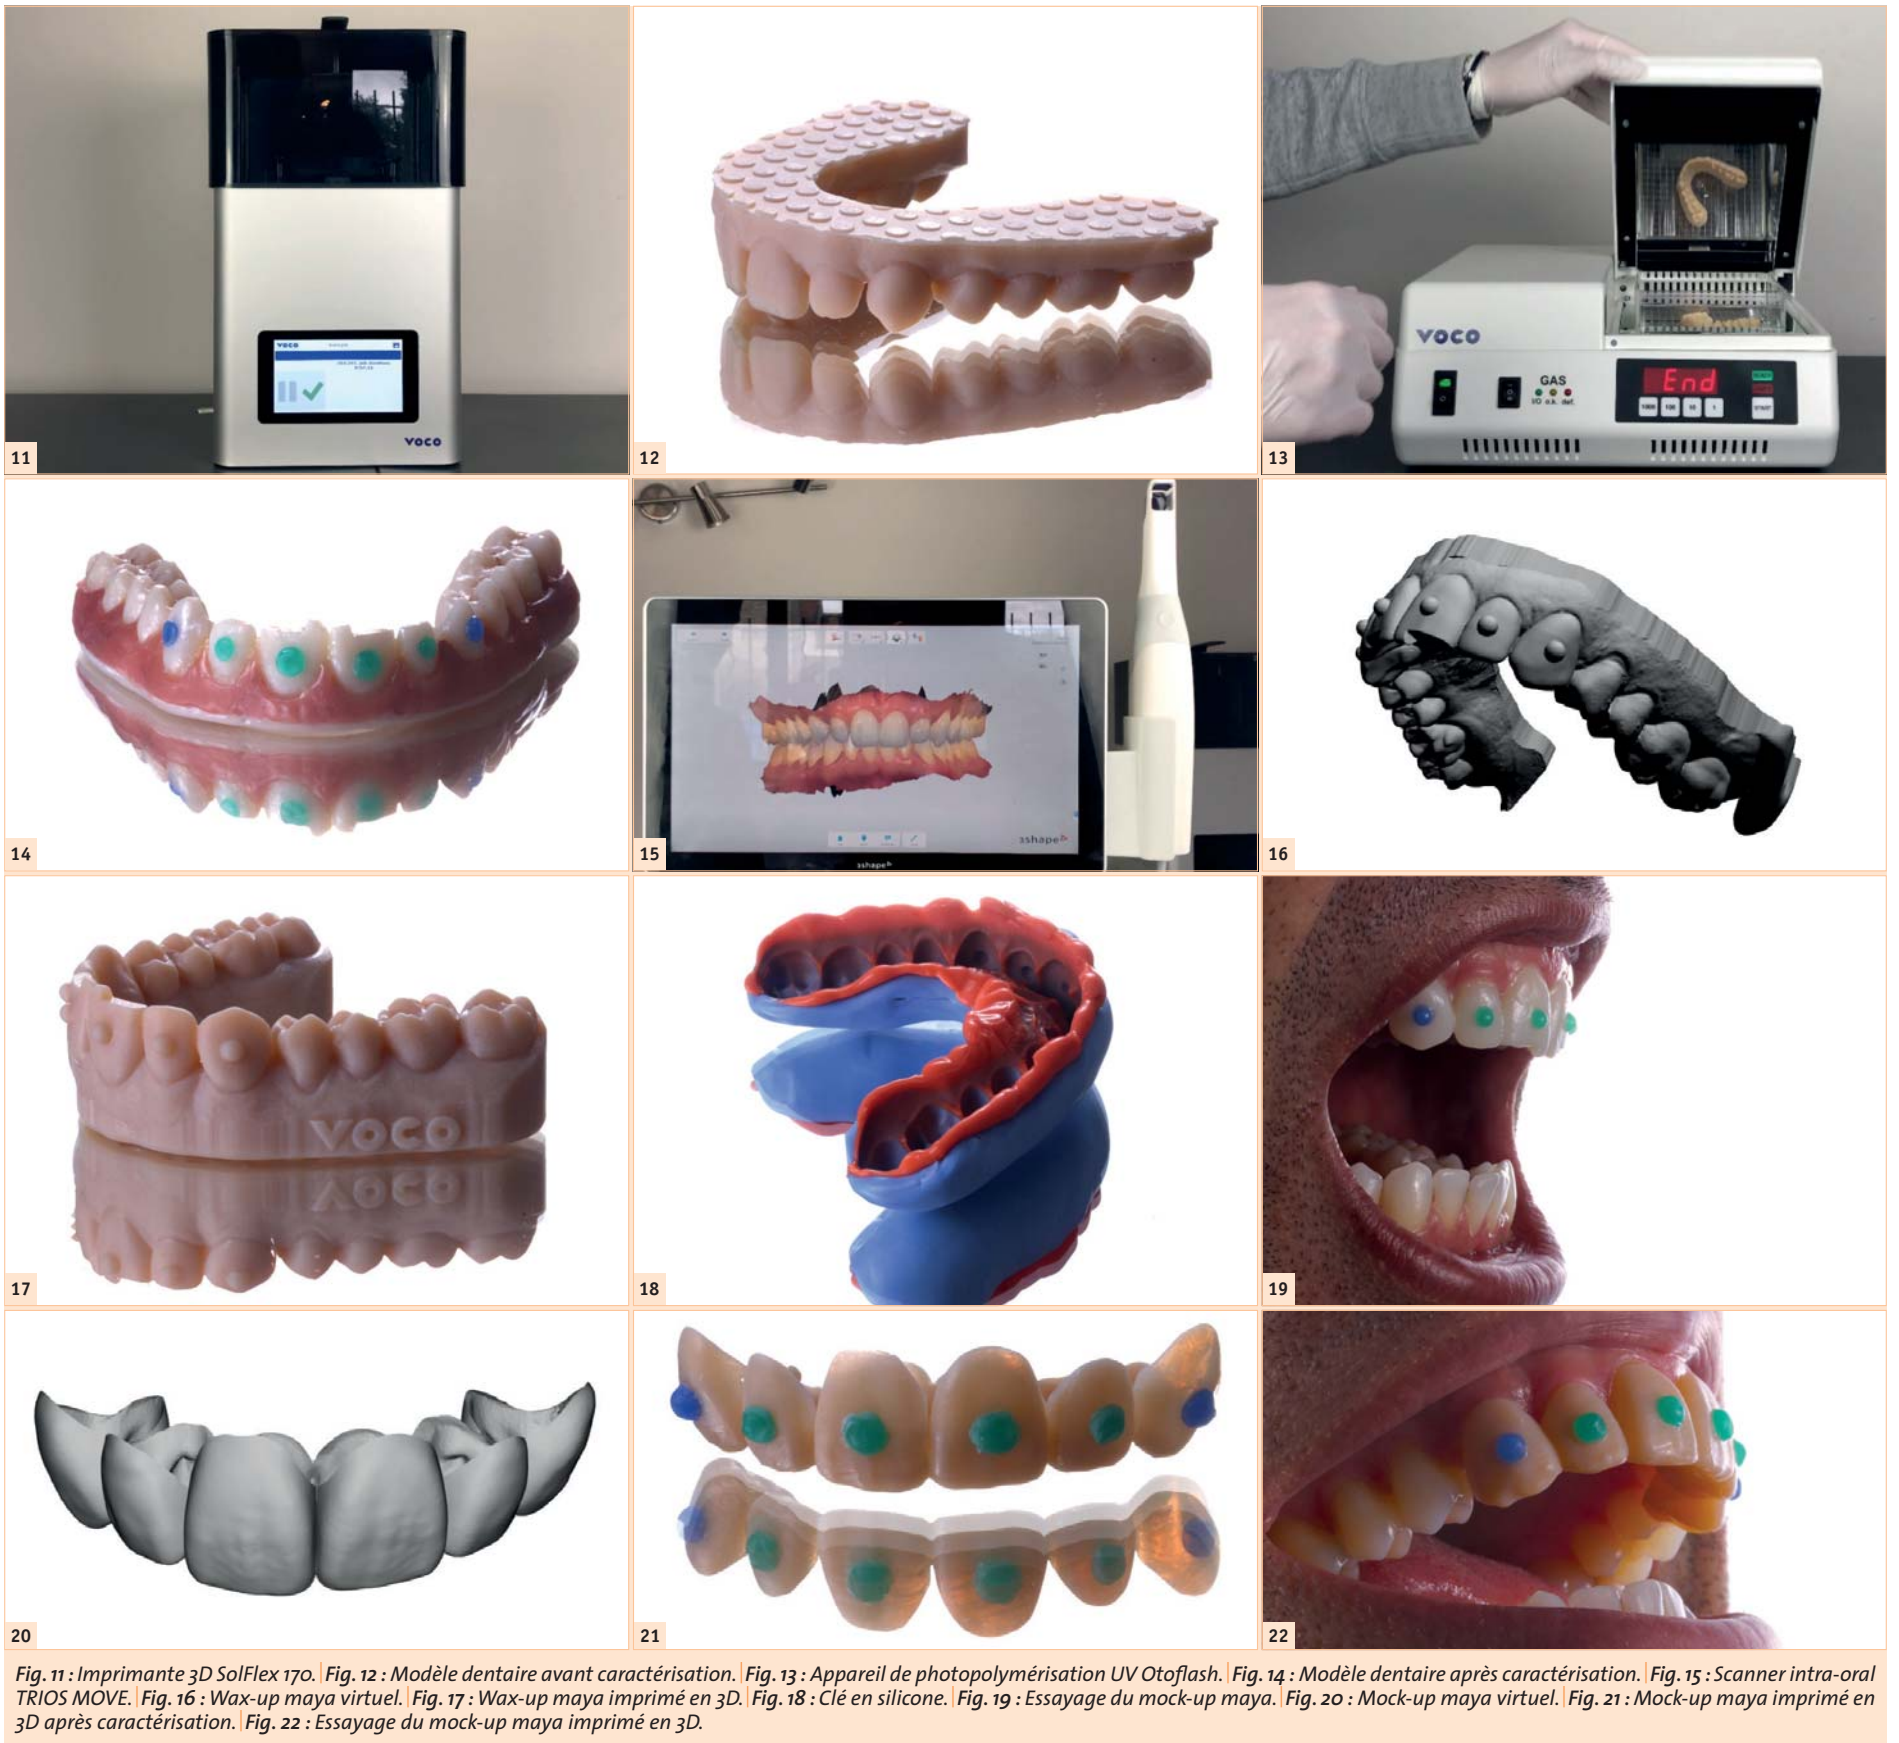 VOCO
VOCO
11
12
VOCO
GAS
I/O o.k. def.
End
1000 100 10 1
START
13
14
3shape
3shape
15
16
VOCO
17
18
19
20
21
22
Fig. 11 : Imprimante 3D SolFlex 170. Fig. 12 : Modèle dentaire avant caractérisation. Fig. 13 : Appareil de photopolymérisation UV Otoflash. Fig. 14 : Modèle dentaire après caractérisation. Fig. 15 : Scanner intra-oral
TRIOS MOVE. Fig. 16 : Wax-up maya virtuel. Fig. 17 : Wax-up maya imprimé en 3D. Fig. 18 : Clé en silicone. Fig. 19 : Essayage du mock-up maya. Fig. 20 : Mock-up maya virtuel. Fig. 21 : Mock-up maya imprimé en
3D après caractérisation. Fig. 22 : Essayage du mock-up maya imprimé en 3D.